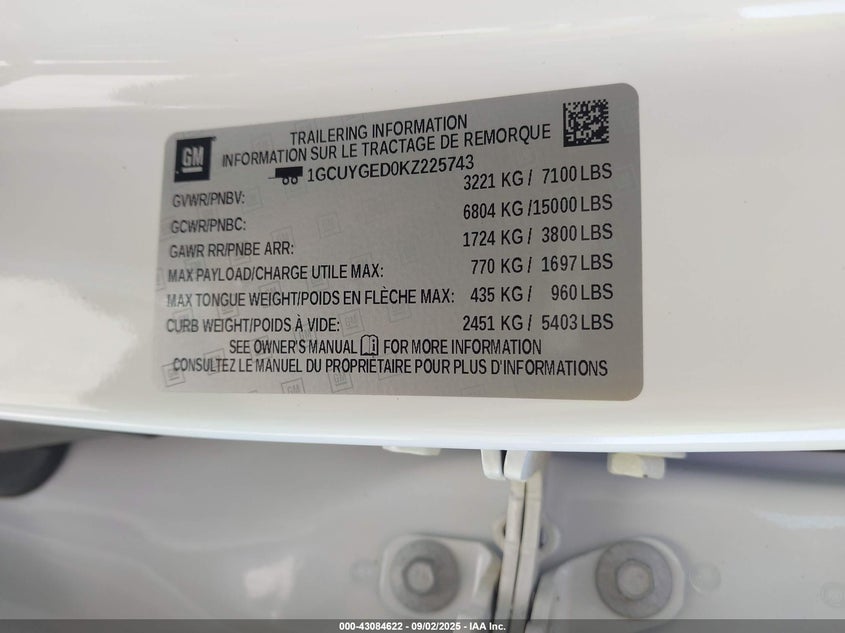 GM
TRAILERING INFORMATION
INFORMATION SUR LE TRACTAGE DE REMORQUE
1GCUYGED0KZ225743
GVWR/PNBV: 3221 KG / 7100 LBS
GCWR/PNBC: 6804 KG /15000 LBS
GAWR RR/PNBE ARR: 1724 KG / 3800 LBS
MAX PAYLOAD/CHARGE UTILE MAX: 770 KG / 1697 LBS
MAX TONGUE WEIGHT/POIDS EN FLÈCHE MAX: 435 KG / 960 LBS
CURB WEIGHT/POIDS À VIDE: 2451 KG / 5403 LBS
SEE OWNER'S MANUAL i FOR MORE INFORMATION
CONSULTEZ LE MANUEL DU PROPRIÉTAIRE POUR PLUS D'INFORMATIONS
000-43084622 - 09/02/2025 - IAA Inc.